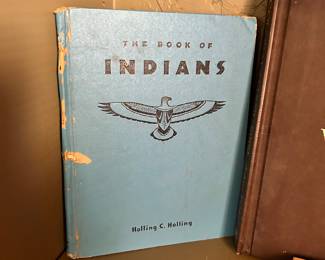 THE BOOK OF
INDIANS
Holling C. Holling